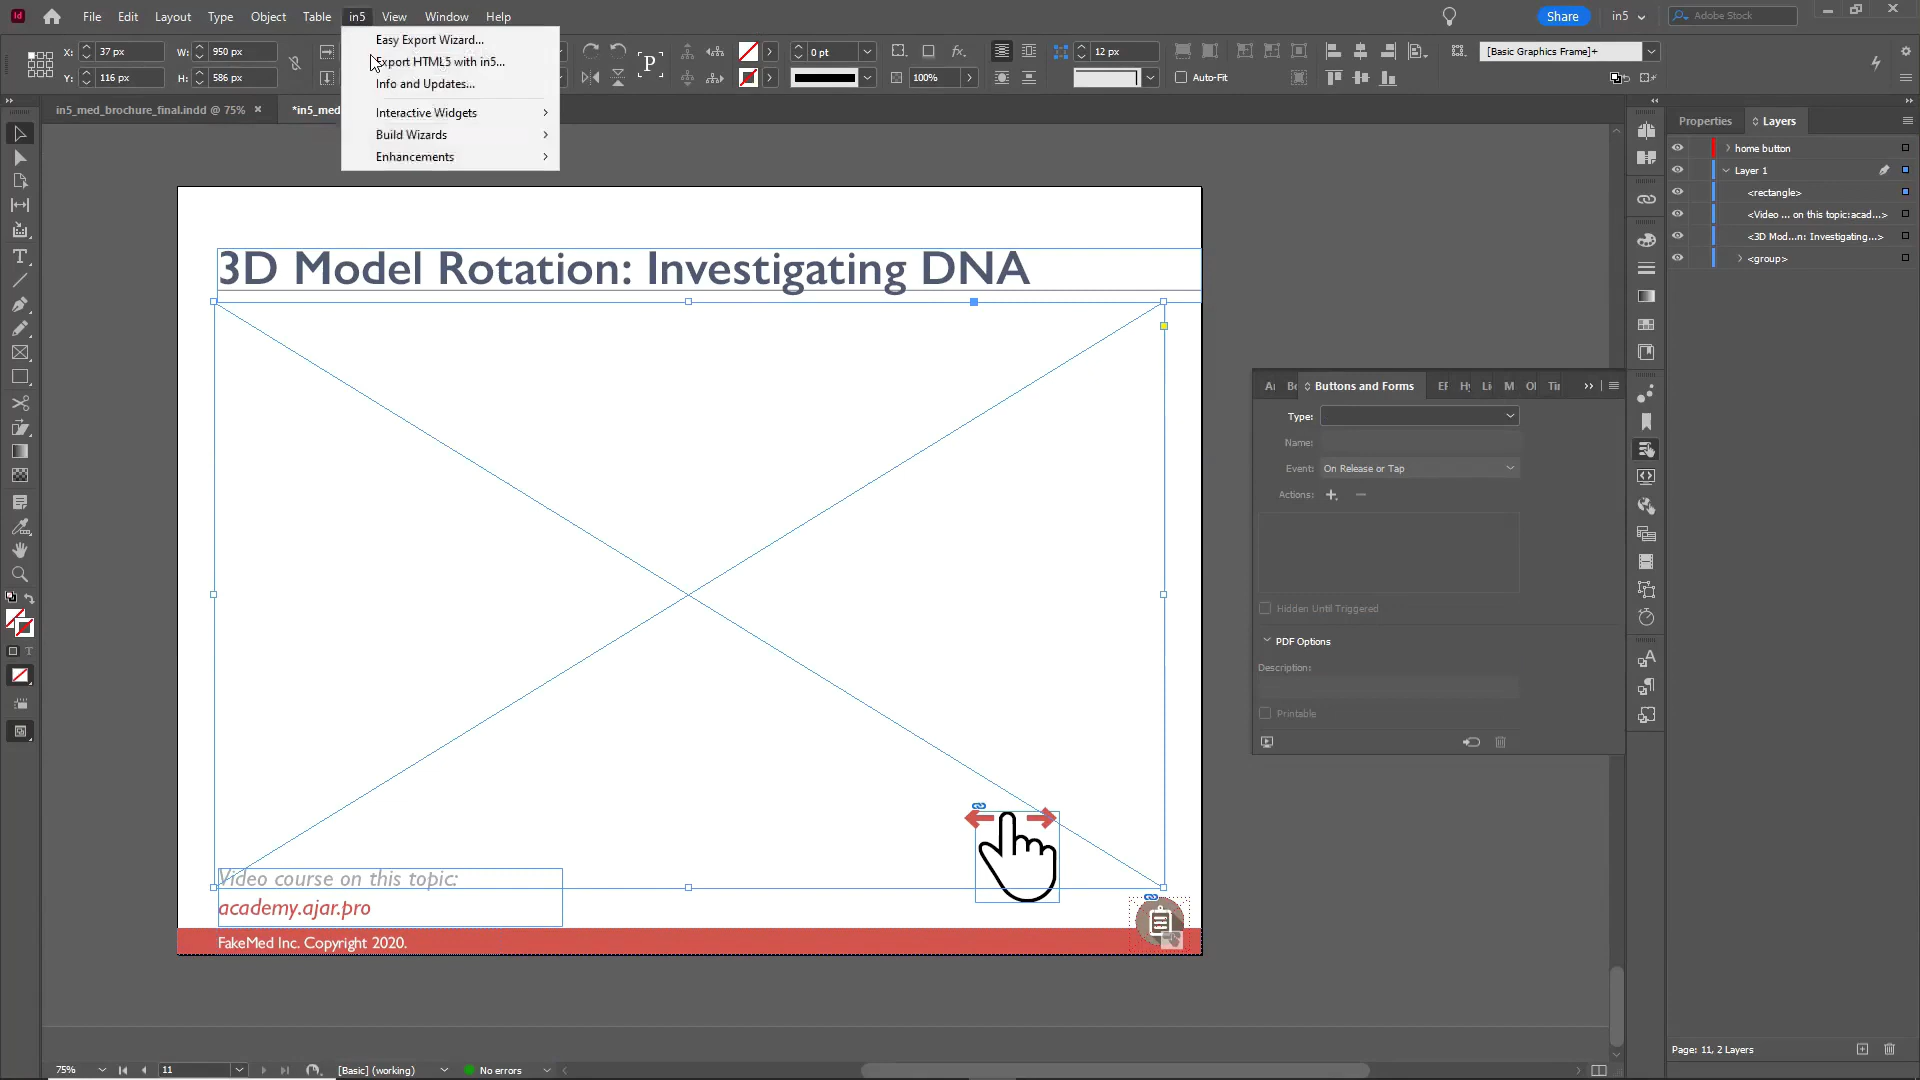 Id File Edit Layout Type Object Table in5 View Window Help Share in5 Adobe Stock
X: 37 px W: 950 px 0 pt fx. 12 px [Basic Graphics Frame]+
Y: 116 px H: 586 px P 100% Auto-Fit
Easy Export Wizard...
Export HTML5 with in5...
Info and Updates...
Interactive Widgets
Build Wizards
Enhancements
in5_med_brochure_final.indd @ 75% × *in5_med
Properties Layers
home button
Layer 1
<rectangle>
<Video ... on this topic:acad...>
<3D Mod...n: Investigating...>
<group>
3D Model Rotation: Investigating DNA
Buttons and Forms
Type:
Name:
Event: On Release or Tap
Actions:
Hidden Until Triggered
PDF Options
Description:
Printable
Video course on this topic:
academy.ajar.pro
FakeMed Inc. Copyright 2020.
Page: 11, 2 Layers
75% 11 [Basic] (working) No errors